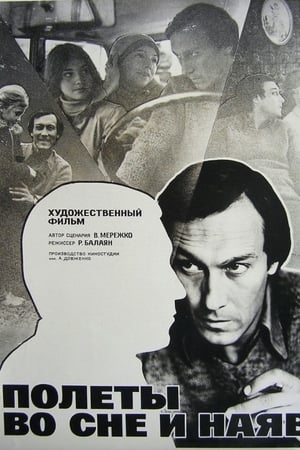 ХУДОЖЕСТВЕННЫЙ
ФИЛЬМ
АВТОР СЦЕНАРИЯ В. МЕРЕЖКО
РЕЖИССЕР Р. БАЛАЯН
ПРОИЗВОДСТВО КИНОСТУДИИ
им. А. ДОВЖЕНКО
ПОЛЕТЫ
ВО СНЕ И НАЯВ